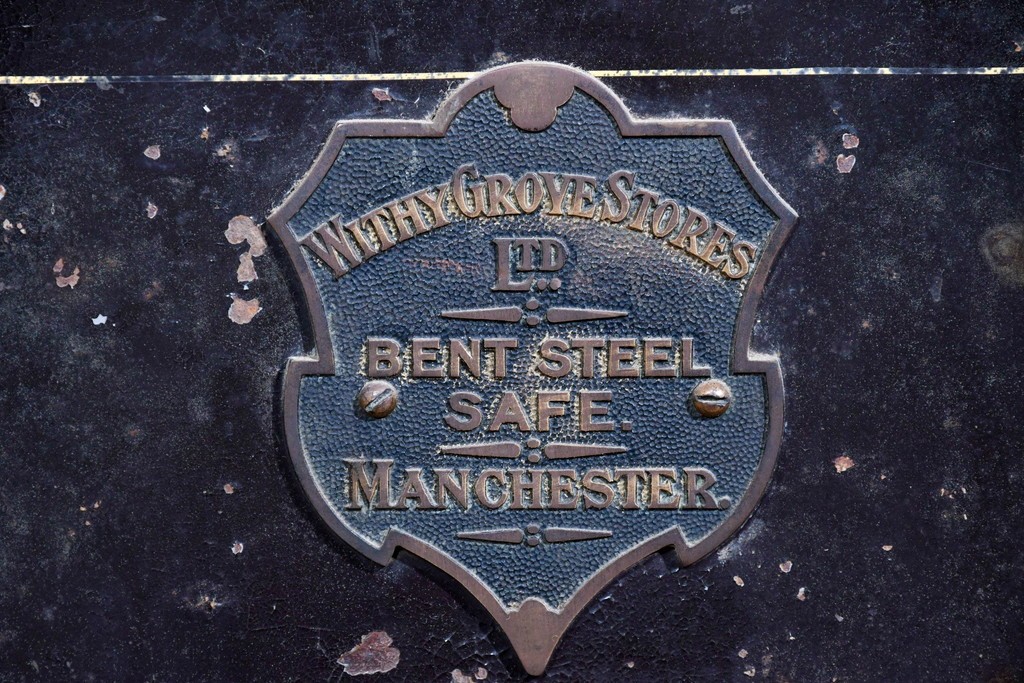 WITHY GROVE STORES
LTD
BENT STEEL
SAFE.
MANCHESTER.